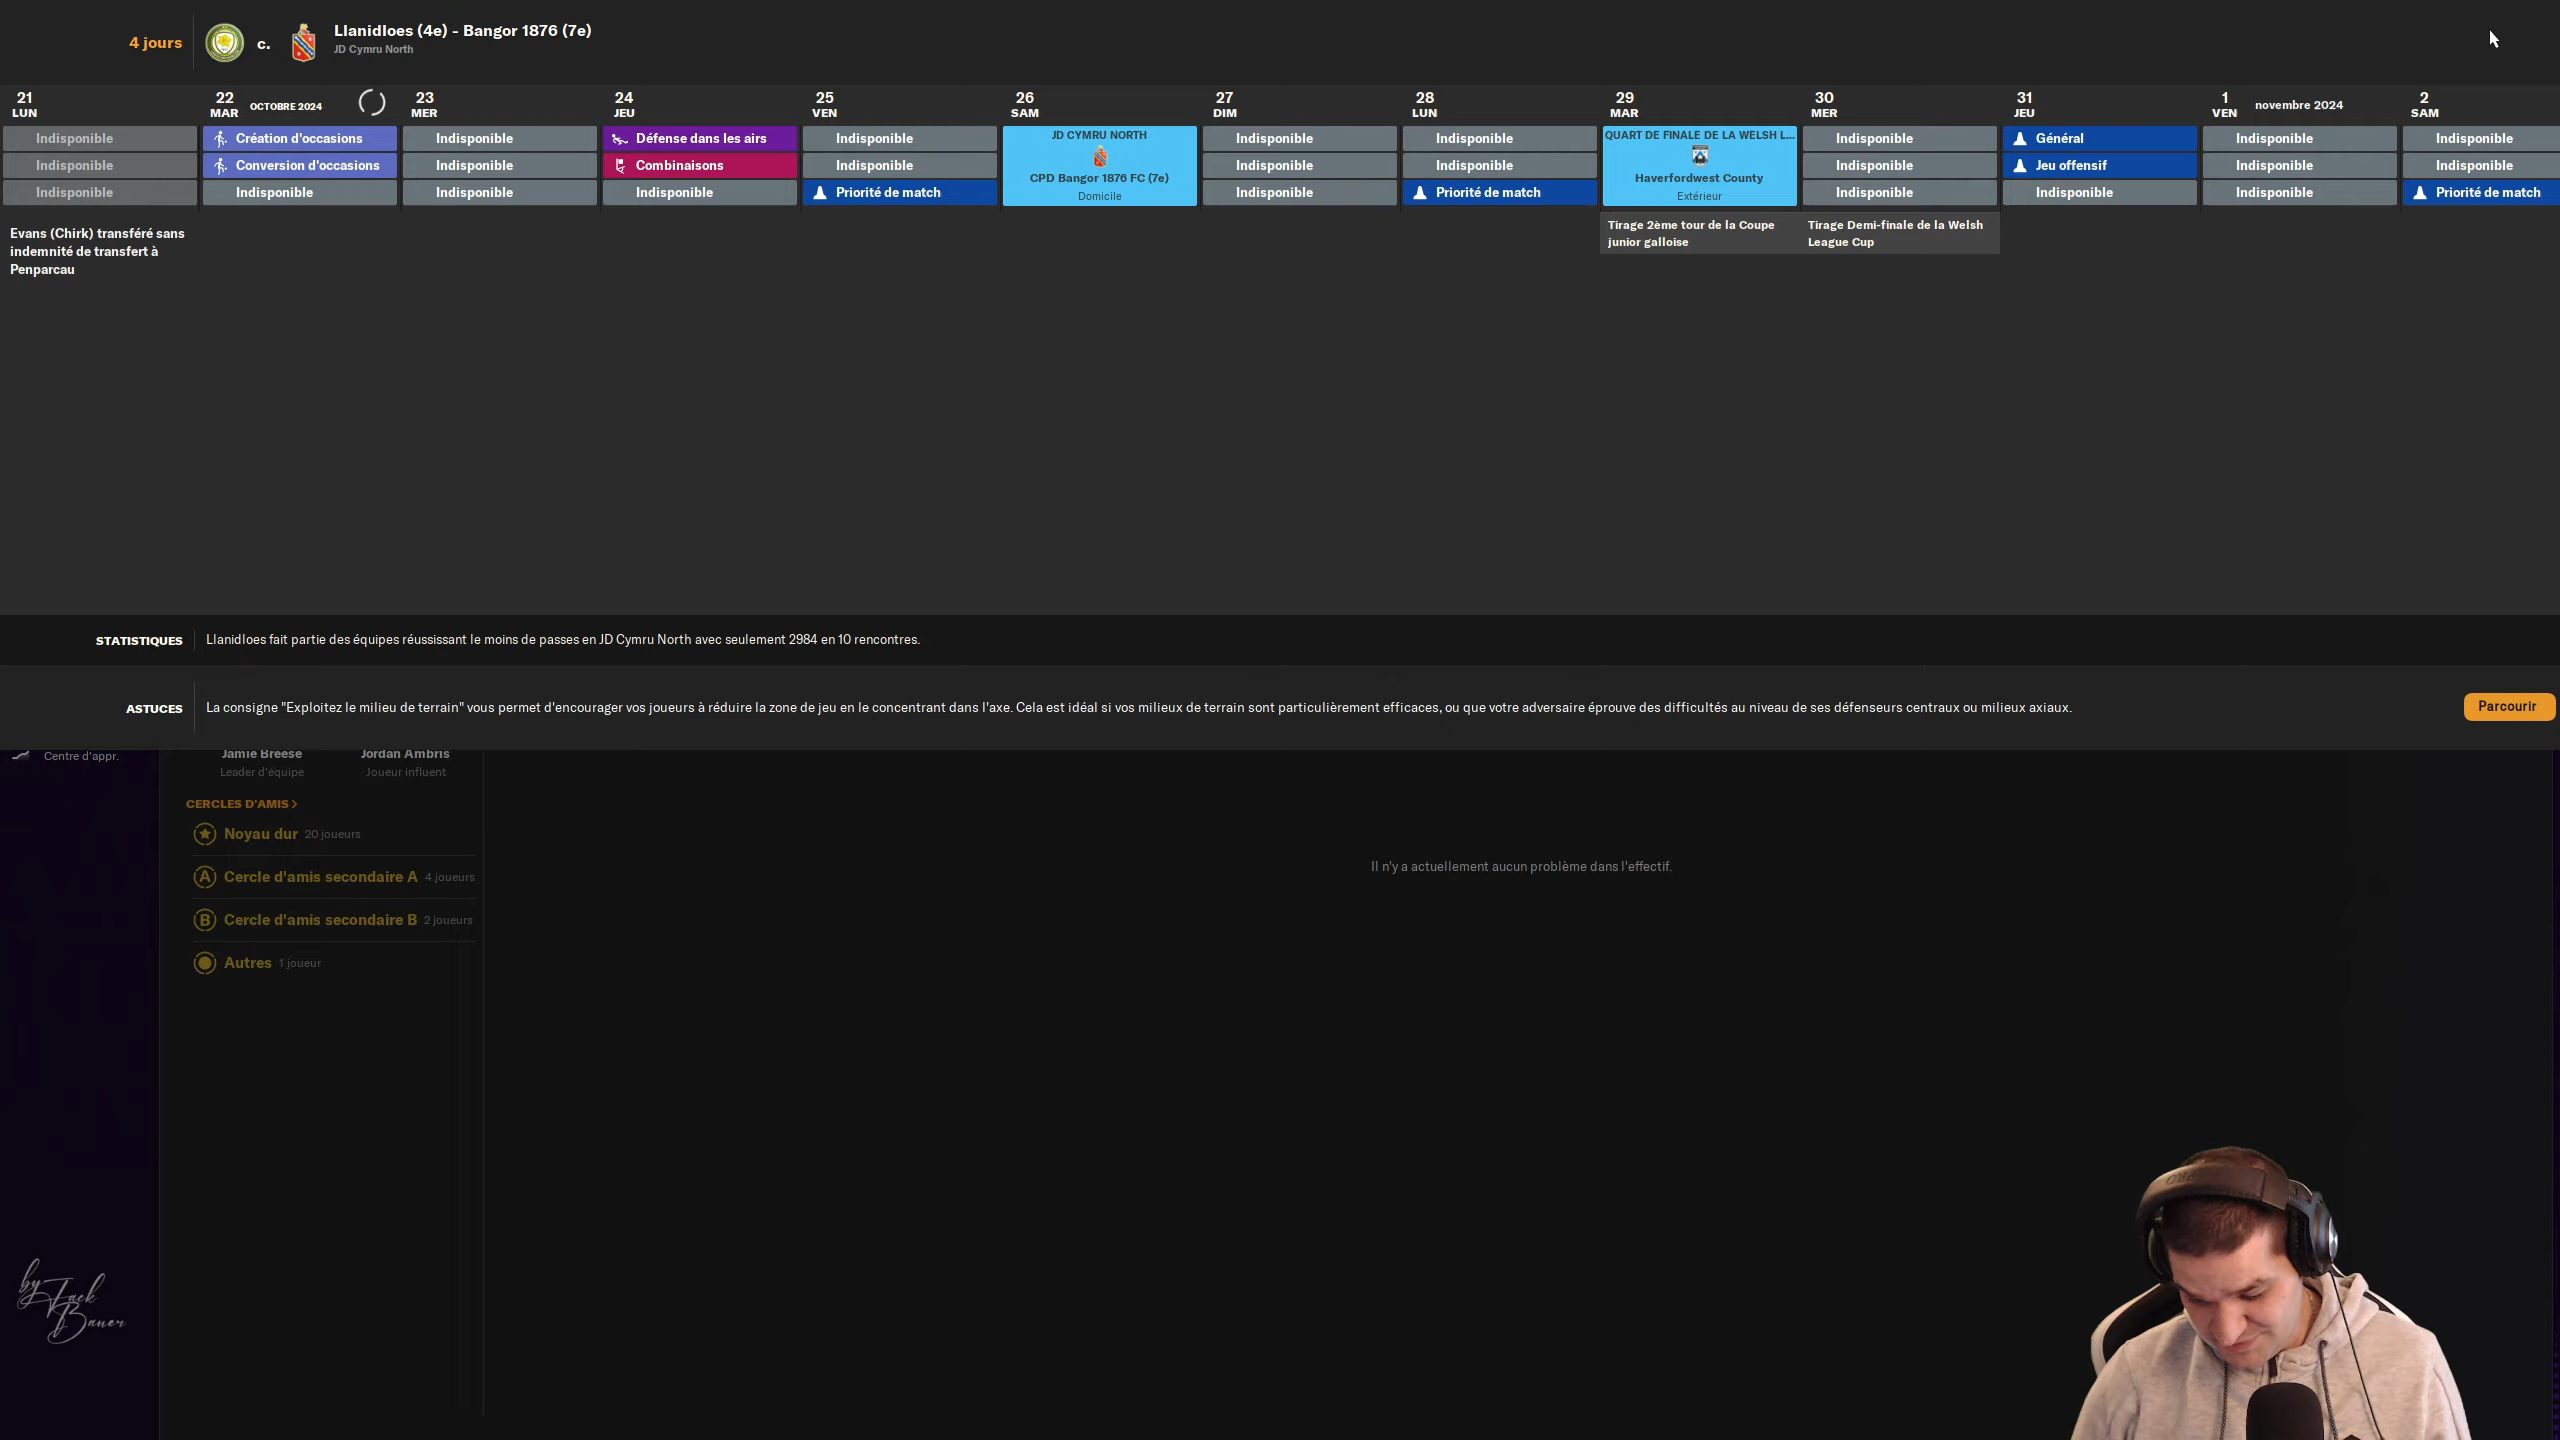 4 jours
c.
Llanidloes (4e) - Bangor 1876 (7e)
JD Cymru North
21
LUN
22
MAR
OCTOBRE 2024
23
MER
24
JEU
25
VEN
26
SAM
27
DIM
28
LUN
29
MAR
30
MER
31
JEU
1
VEN
novembre 2024
2
SAM
Indisponible
Indisponible
Indisponible
Création d'occasions
Conversion d'occasions
Indisponible
Indisponible
Indisponible
Indisponible
Défense dans les airs
Combinaisons
Indisponible
Indisponible
Indisponible
Priorité de match
JD CYMRU NORTH
CPD Bangor 1876 FC (7e)
Domicile
Indisponible
Indisponible
Indisponible
Indisponible
Indisponible
Priorité de match
QUART DE FINALE DE LA WELSH L...
Haverfordwest County
Extérieur
Indisponible
Indisponible
Indisponible
Général
Jeu offensif
Indisponible
Indisponible
Indisponible
Indisponible
Indisponible
Indisponible
Priorité de match
Evans (Chirk) transféré sans
indemnité de transfert à
Penparcau
Tirage 2ème tour de la Coupe
junior galloise
Tirage Demi-finale de la Welsh
League Cup
STATISTIQUES
Llanidloes fait partie des équipes réussissant le moins de passes en JD Cymru North avec seulement 2984 en 10 rencontres.
ASTUCES
La consigne "Exploitez le milieu de terrain" vous permet d'encourager vos joueurs à réduire la zone de jeu en le concentrant dans l'axe. Cela est idéal si vos milieux de terrain sont particulièrement efficaces, ou que votre adversaire éprouve des difficultés au niveau de ses défenseurs centraux ou milieux axiaux.
Parcourir
Centre d'appr.
Jamie Breese
Leader d'équipe
Jordan Ambris
Joueur influent
CERCLES D'AMIS >
Noyau dur 20 joueurs
A Cercle d'amis secondaire A 4 joueurs
B Cercle d'amis secondaire B 2 joueurs
Autres 1 joueur
Il n'y a actuellement aucun problème dans l'effectif.
by Jack
Bauer